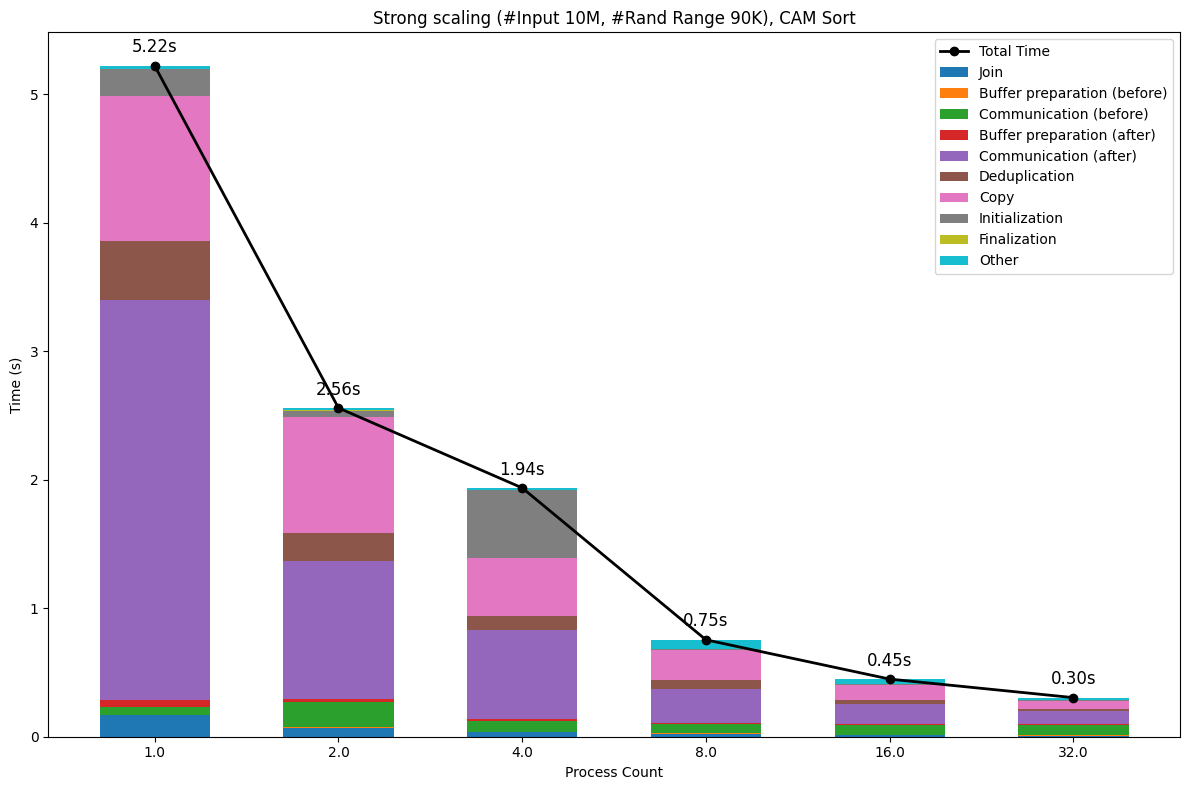 Strong scaling (#Input 10M, #Rand Range 90K), CAM Sort
Total Time
Join
Buffer preparation (before)
Communication (before)
Buffer preparation (after)
Communication (after)
Deduplication
Copy
Initialization
Finalization
Other
5.22s
2.56s
1.94s
0.75s
0.45s
0.30s
Time (s)
5
4
3
2
1
0
1.0
2.0
4.0
8.0
16.0
32.0
Process Count